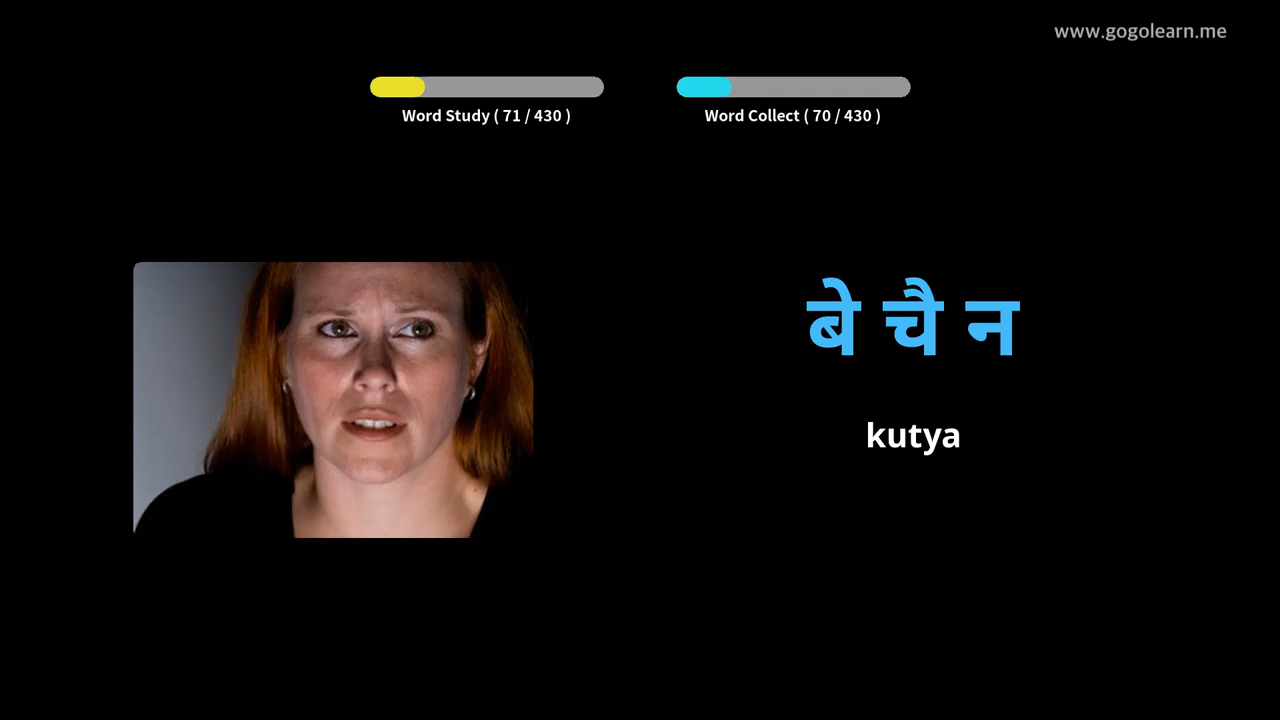 www.gogolearn.me
Word Study ( 71 / 430 )
Word Collect ( 70 / 430 )
बे चै न
kutya